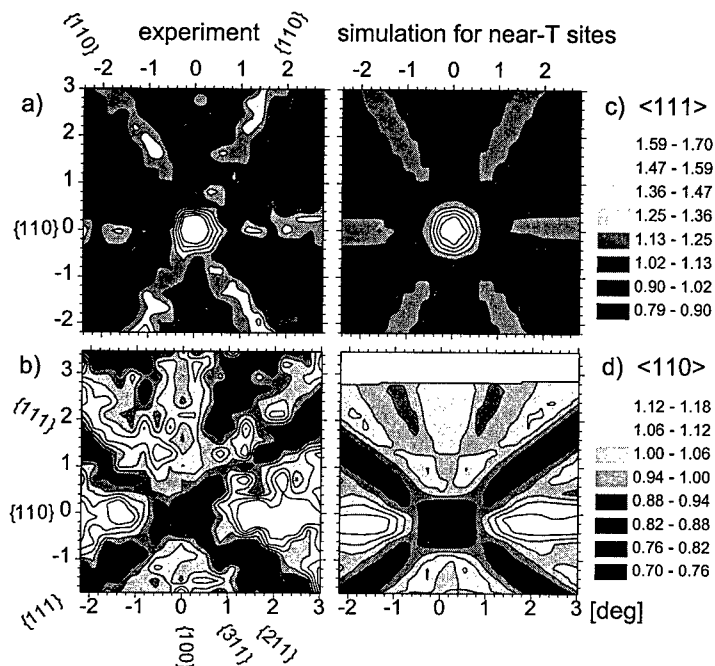 {110} experiment {110} simulation for near-T sites
-2 -1 0 1 2 -2 -1 0 1 2
a) 3 2 1 {110} 0 -1 -2
c) <111>
1.59 - 1.70
1.47 - 1.59
1.36 - 1.47
1.25 - 1.36
1.13 - 1.25
1.02 - 1.13
0.90 - 1.02
0.79 - 0.90
b) 3 {111} 2 1 {110} 0 -1 {111}
d) <110>
1.12 - 1.18
1.06 - 1.12
1.00 - 1.06
0.94 - 1.00
0.88 - 0.94
0.82 - 0.88
0.76 - 0.82
0.70 - 0.76
-2 -1 0 1 2 3 -2 -1 0 1 2 3 [deg]
{100} {311} {211}